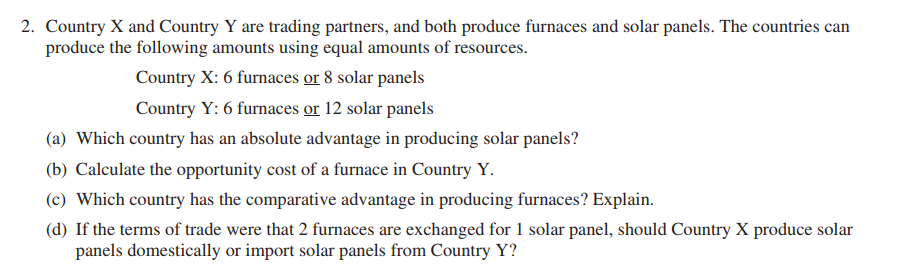 2. Country X and Country Y are trading partners, and both produce furnaces and solar panels. The countries can
produce the following amounts using equal amounts of resources.
Country X: 6 furnaces or 8 solar panels
Country Y: 6 furnaces or 12 solar panels
(a) Which country has an absolute advantage in producing solar panels?
(b) Calculate the opportunity cost of a furnace in Country Y.
(c) Which country has the comparative advantage in producing furnaces? Explain.
(d) If the terms of trade were that 2 furnaces are exchanged for 1 solar panel, should Country X produce solar
panels domestically or import solar panels from Country Y?